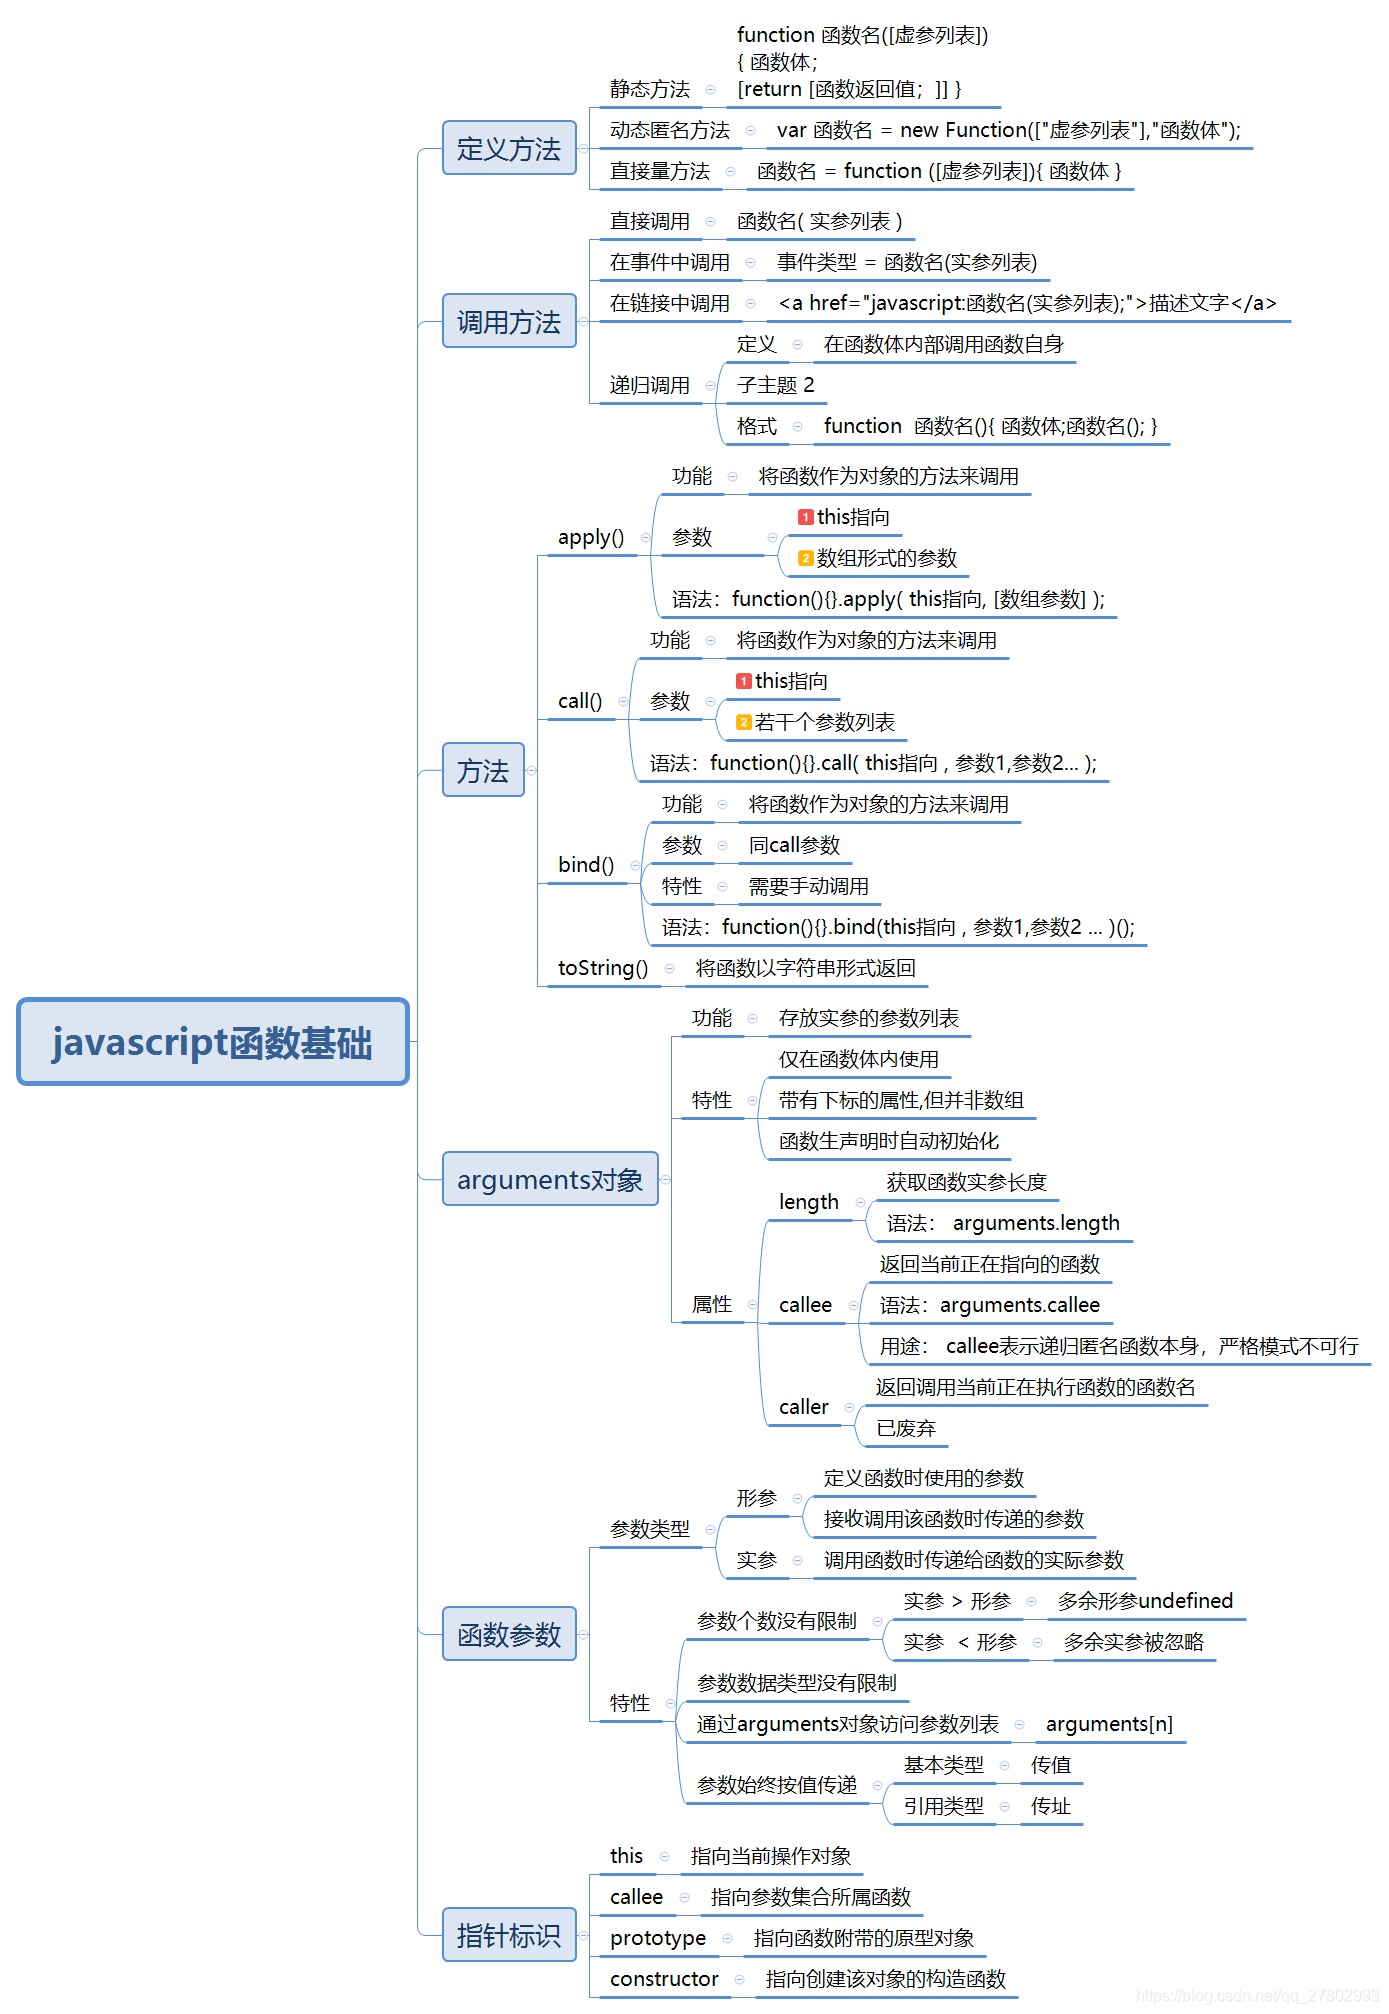 function 函数名([虚参列表])
{ 函数体；
[return [函数返回值；]] }
静态方法
动态匿名方法
var 函数名 = new Function(["虚参列表"],"函数体");
定义方法
直接量方法
函数名 = function ([虚参列表]){ 函数体 }
直接调用
函数名( 实参列表 )
在事件中调用
事件类型 = 函数名(实参列表)
在链接中调用
<a href="javascript:函数名(实参列表);">描述文字</a>
调用方法
定义
在函数体内部调用函数自身
递归调用
子主题 2
格式
function  函数名(){ 函数体;函数名(); }
功能
将函数作为对象的方法来调用
apply()
参数
1 this指向
2 数组形式的参数
语法：function(){}.apply( this指向, [数组参数] );
功能
将函数作为对象的方法来调用
call()
参数
1 this指向
2 若干个参数列表
语法：function(){}.call( this指向 , 参数1,参数2... );
方法
功能
将函数作为对象的方法来调用
bind()
参数
同call参数
特性
需要手动调用
语法：function(){}.bind(this指向 , 参数1,参数2 ... )();
toString()
将函数以字符串形式返回
javascript函数基础
功能
存放实参的参数列表
特性
仅在函数体内使用
带有下标的属性,但并非数组
函数生声明时自动初始化
arguments对象
length
获取函数实参长度
语法： arguments.length
属性
callee
返回当前正在指向的函数
语法：arguments.callee
用途： callee表示递归匿名函数本身，严格模式不可行
caller
返回调用当前正在执行函数的函数名
已废弃
参数类型
形参
定义函数时使用的参数
接收调用该函数时传递的参数
实参
调用函数时传递给函数的实际参数
函数参数
参数个数没有限制
实参 > 形参
多余形参undefined
实参  < 形参
多余实参被忽略
特性
参数数据类型没有限制
通过arguments对象访问参数列表
arguments[n]
参数始终按值传递
基本类型
传值
引用类型
传址
this
指向当前操作对象
callee
指向参数集合所属函数
指针标识
prototype
指向函数附带的原型对象
constructor
指向创建该对象的构造函数
https://blog.csdn.net/qq_27802993